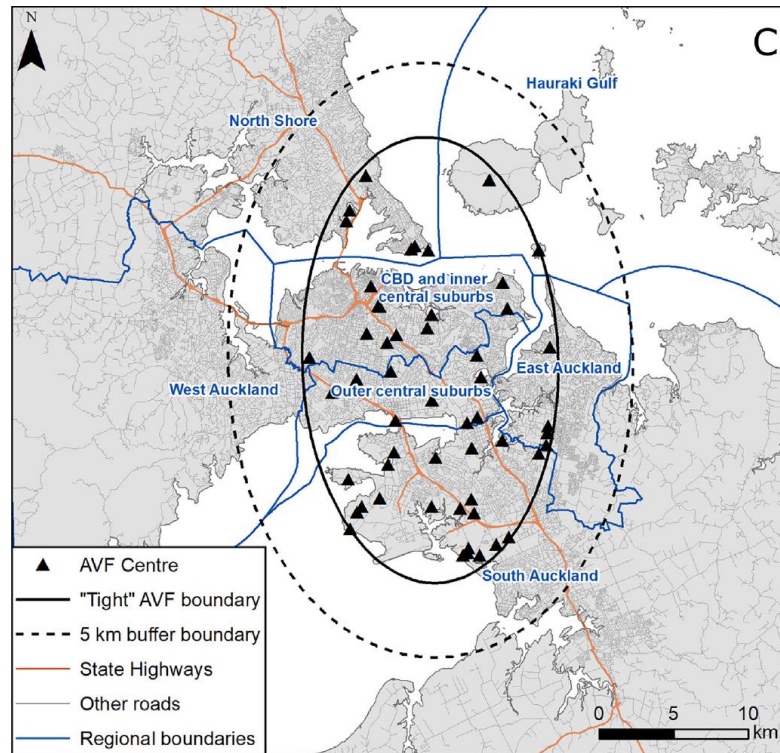 N
C
Hauraki Gulf
North Shore
CBD and inner
central suburbs
East Auckland
West Auckland
Outer central suburbs
South Auckland
AVF Centre
"Tight" AVF boundary
5 km buffer boundary
State Highways
Other roads
Regional boundaries
0 5 10
km